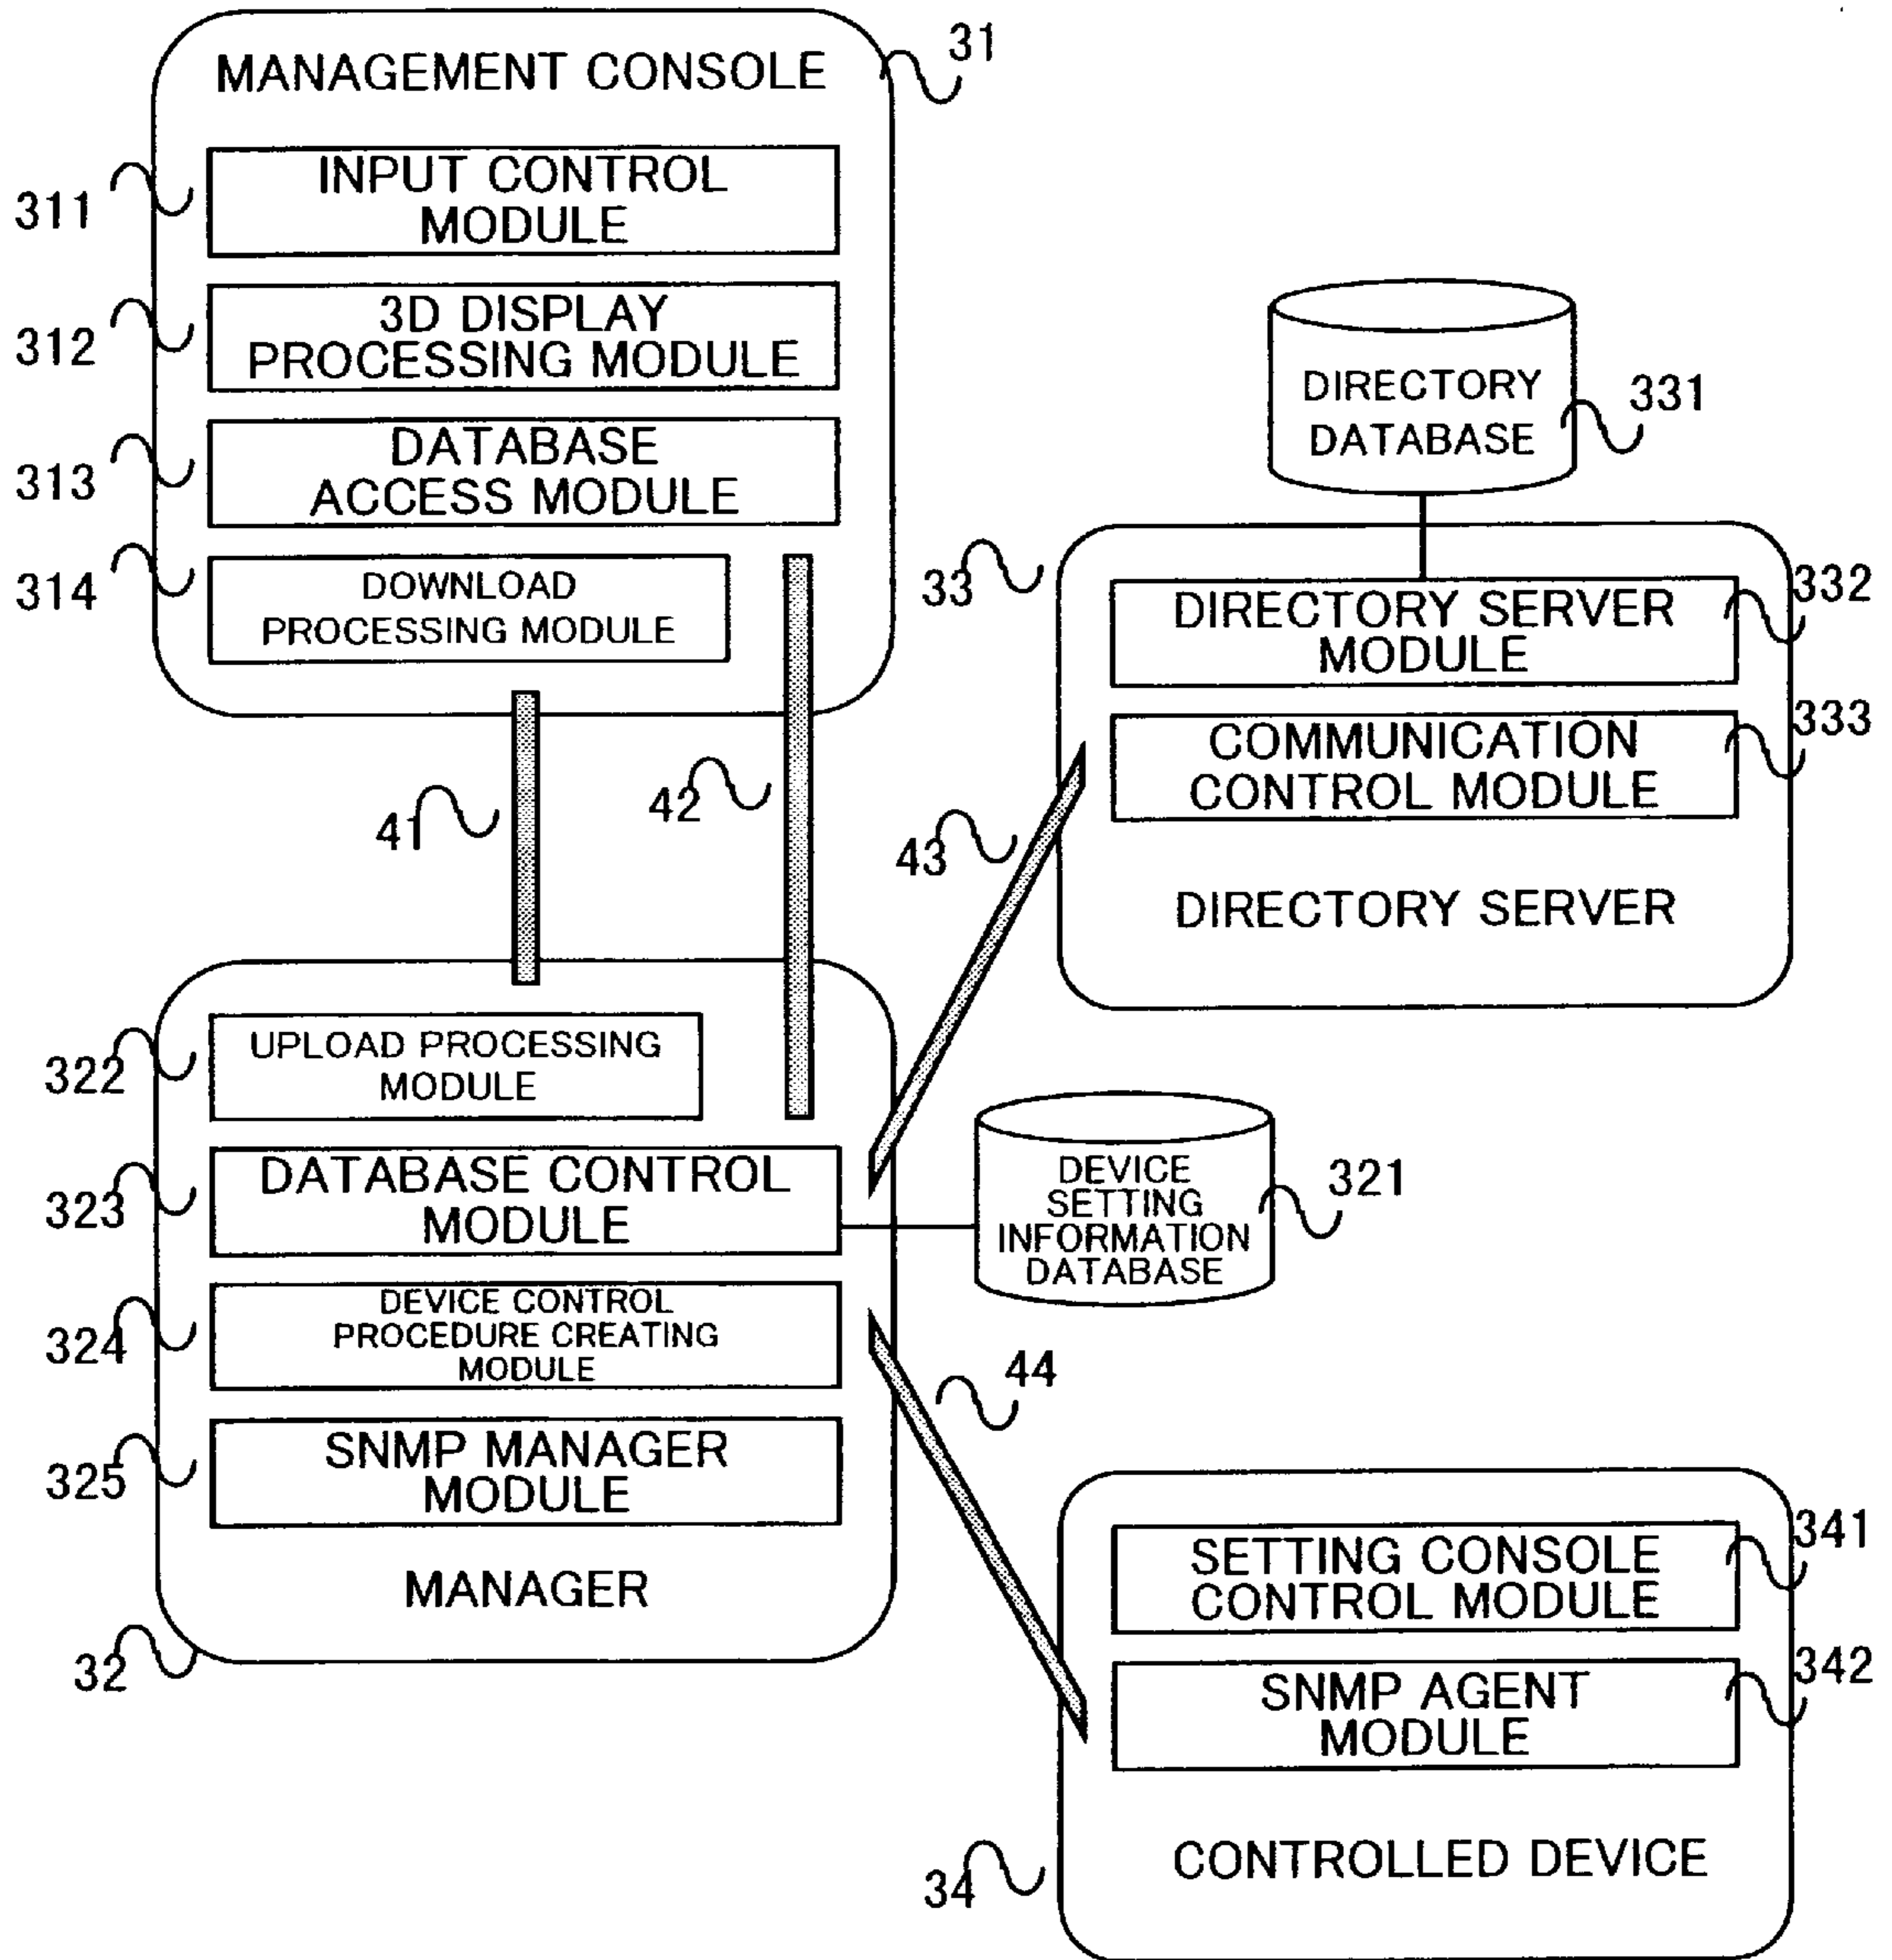 MANAGEMENT CONSOLE
31
311
INPUT CONTROL
MODULE
312
3D DISPLAY
PROCESSING MODULE
313
DATABASE
ACCESS MODULE
314
DOWNLOAD
PROCESSING MODULE
41
42
DIRECTORY
DATABASE
331
33
DIRECTORY SERVER
MODULE
332
COMMUNICATION
CONTROL MODULE
333
43
DIRECTORY SERVER
322
UPLOAD PROCESSING
MODULE
323
DATABASE CONTROL
MODULE
DEVICE
SETTING
INFORMATION
DATABASE
321
324
DEVICE CONTROL
PROCEDURE CREATING
MODULE
325
SNMP MANAGER
MODULE
MANAGER
32
44
SETTING CONSOLE
CONTROL MODULE
341
SNMP AGENT
MODULE
342
CONTROLLED DEVICE
34